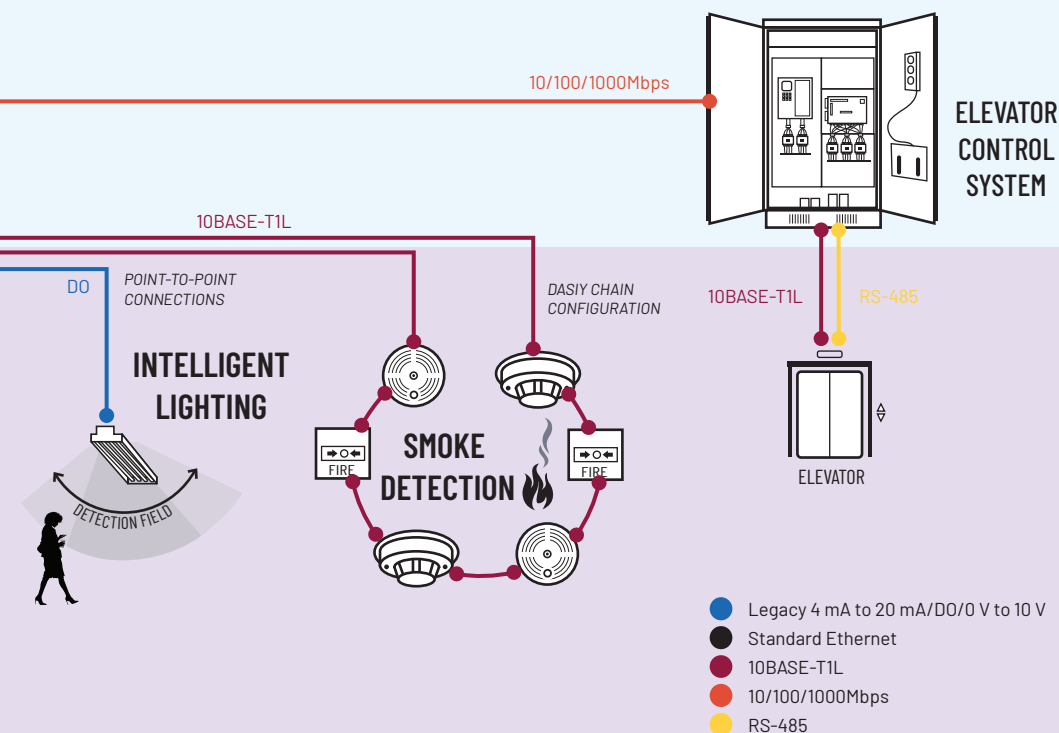 10/100/1000Mbps
ELEVATOR
CONTROL
SYSTEM
10BASE-T1L
DO
POINT-TO-POINT
CONNECTIONS
DASIY CHAIN
CONFIGURATION
10BASE-T1L
RS-485
INTELLIGENT
LIGHTING
SMOKE
DETECTION
FIRE
FIRE
ELEVATOR
DETECTION FIELD
Legacy 4 mA to 20 mA/DO/0 V to 10 V
Standard Ethernet
10BASE-T1L
10/100/1000Mbps
RS-485